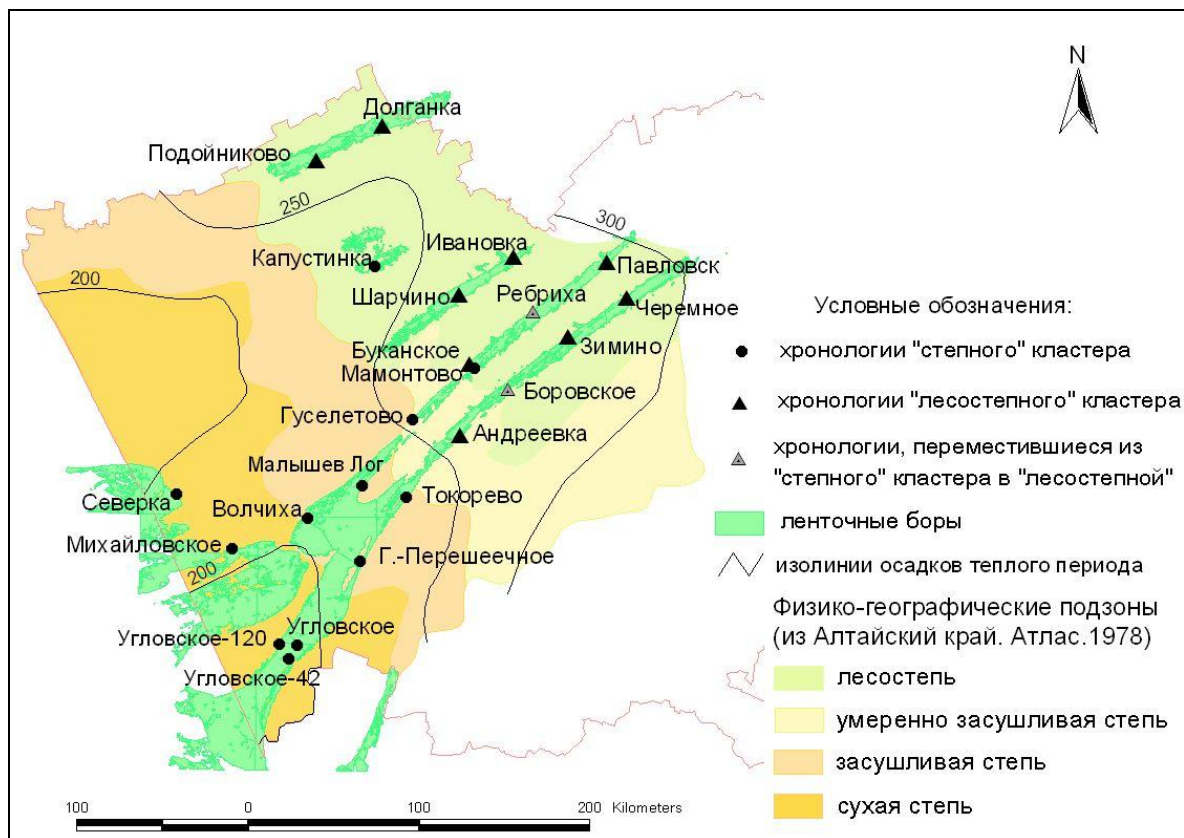 N
Долганка
Подойниково
250
300
Ивановка
Капустинка
Павловск
200
Шарчино
Ребриха
Черемное
Буканское
Зимино
Мамонтово
Боровское
Гуселетово
Андреевка
Малышев Лог
Северка
Токорево
Волчиха
Михайловское
Г.-Перешеечное
200
Угловское-120
Угловское
Угловское-42
Условные обозначения:
хронологии "степного" кластера
хронологии "лесостепного" кластера
хронологии, переместившиеся из
"степного" кластера в "лесостепной"
ленточные боры
изолинии осадков теплого периода
Физико-географические подзоны
(из Алтайский край. Атлас.1978)
лесостепь
умеренно засушливая степь
засушливая степь
сухая степь
100 0 100 200 Kilometers